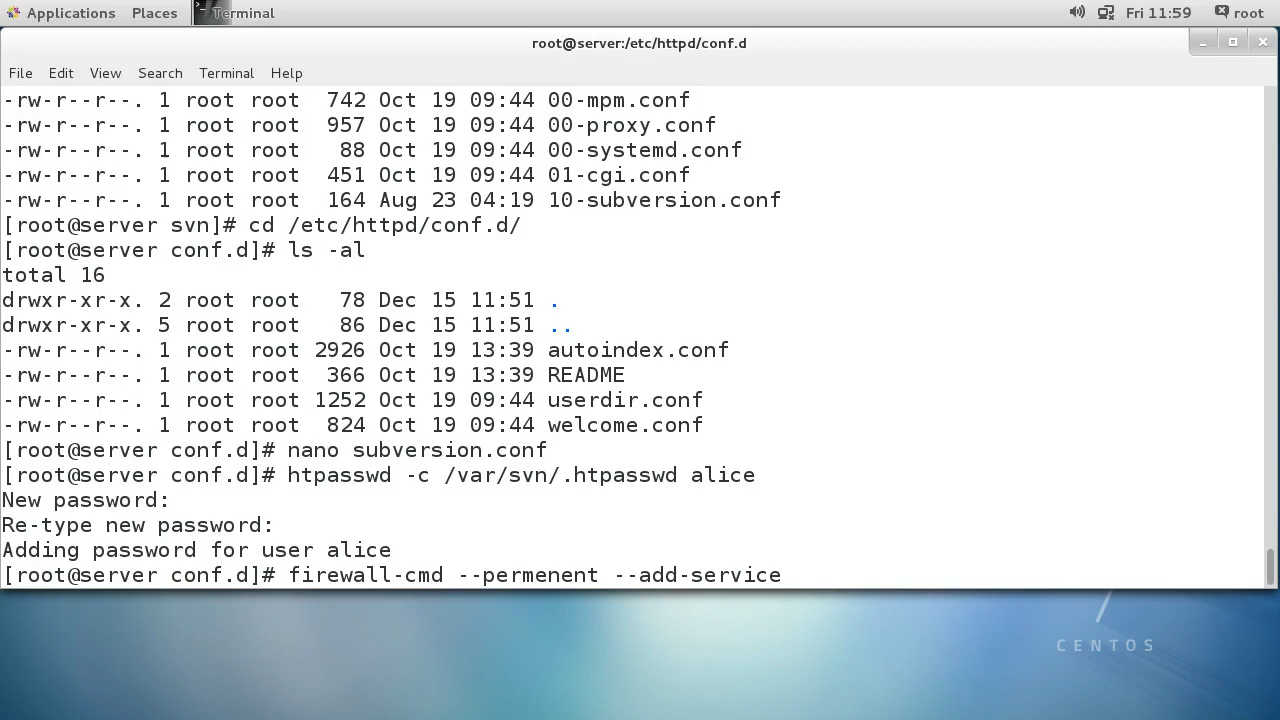 Applications Places Terminal Fri 11:59 root
root@server:/etc/httpd/conf.d
File Edit View Search Terminal Help
-rw-r--r--. 1 root root 742 Oct 19 09:44 00-mpm.conf
-rw-r--r--. 1 root root 957 Oct 19 09:44 00-proxy.conf
-rw-r--r--. 1 root root 88 Oct 19 09:44 00-systemd.conf
-rw-r--r--. 1 root root 451 Oct 19 09:44 01-cgi.conf
-rw-r--r--. 1 root root 164 Aug 23 04:19 10-subversion.conf
[root@server svn]# cd /etc/httpd/conf.d/
[root@server conf.d]# ls -al
total 16
drwxr-xr-x. 2 root root 78 Dec 15 11:51 .
drwxr-xr-x. 5 root root 86 Dec 15 11:51 ..
-rw-r--r--. 1 root root 2926 Oct 19 13:39 autoindex.conf
-rw-r--r--. 1 root root 366 Oct 19 13:39 README
-rw-r--r--. 1 root root 1252 Oct 19 09:44 userdir.conf
-rw-r--r--. 1 root root 824 Oct 19 09:44 welcome.conf
[root@server conf.d]# nano subversion.conf
[root@server conf.d]# htpasswd -c /var/svn/.htpasswd alice
New password:
Re-type new password:
Adding password for user alice
[root@server conf.d]# firewall-cmd --permenent --add-service
7
CENTOS